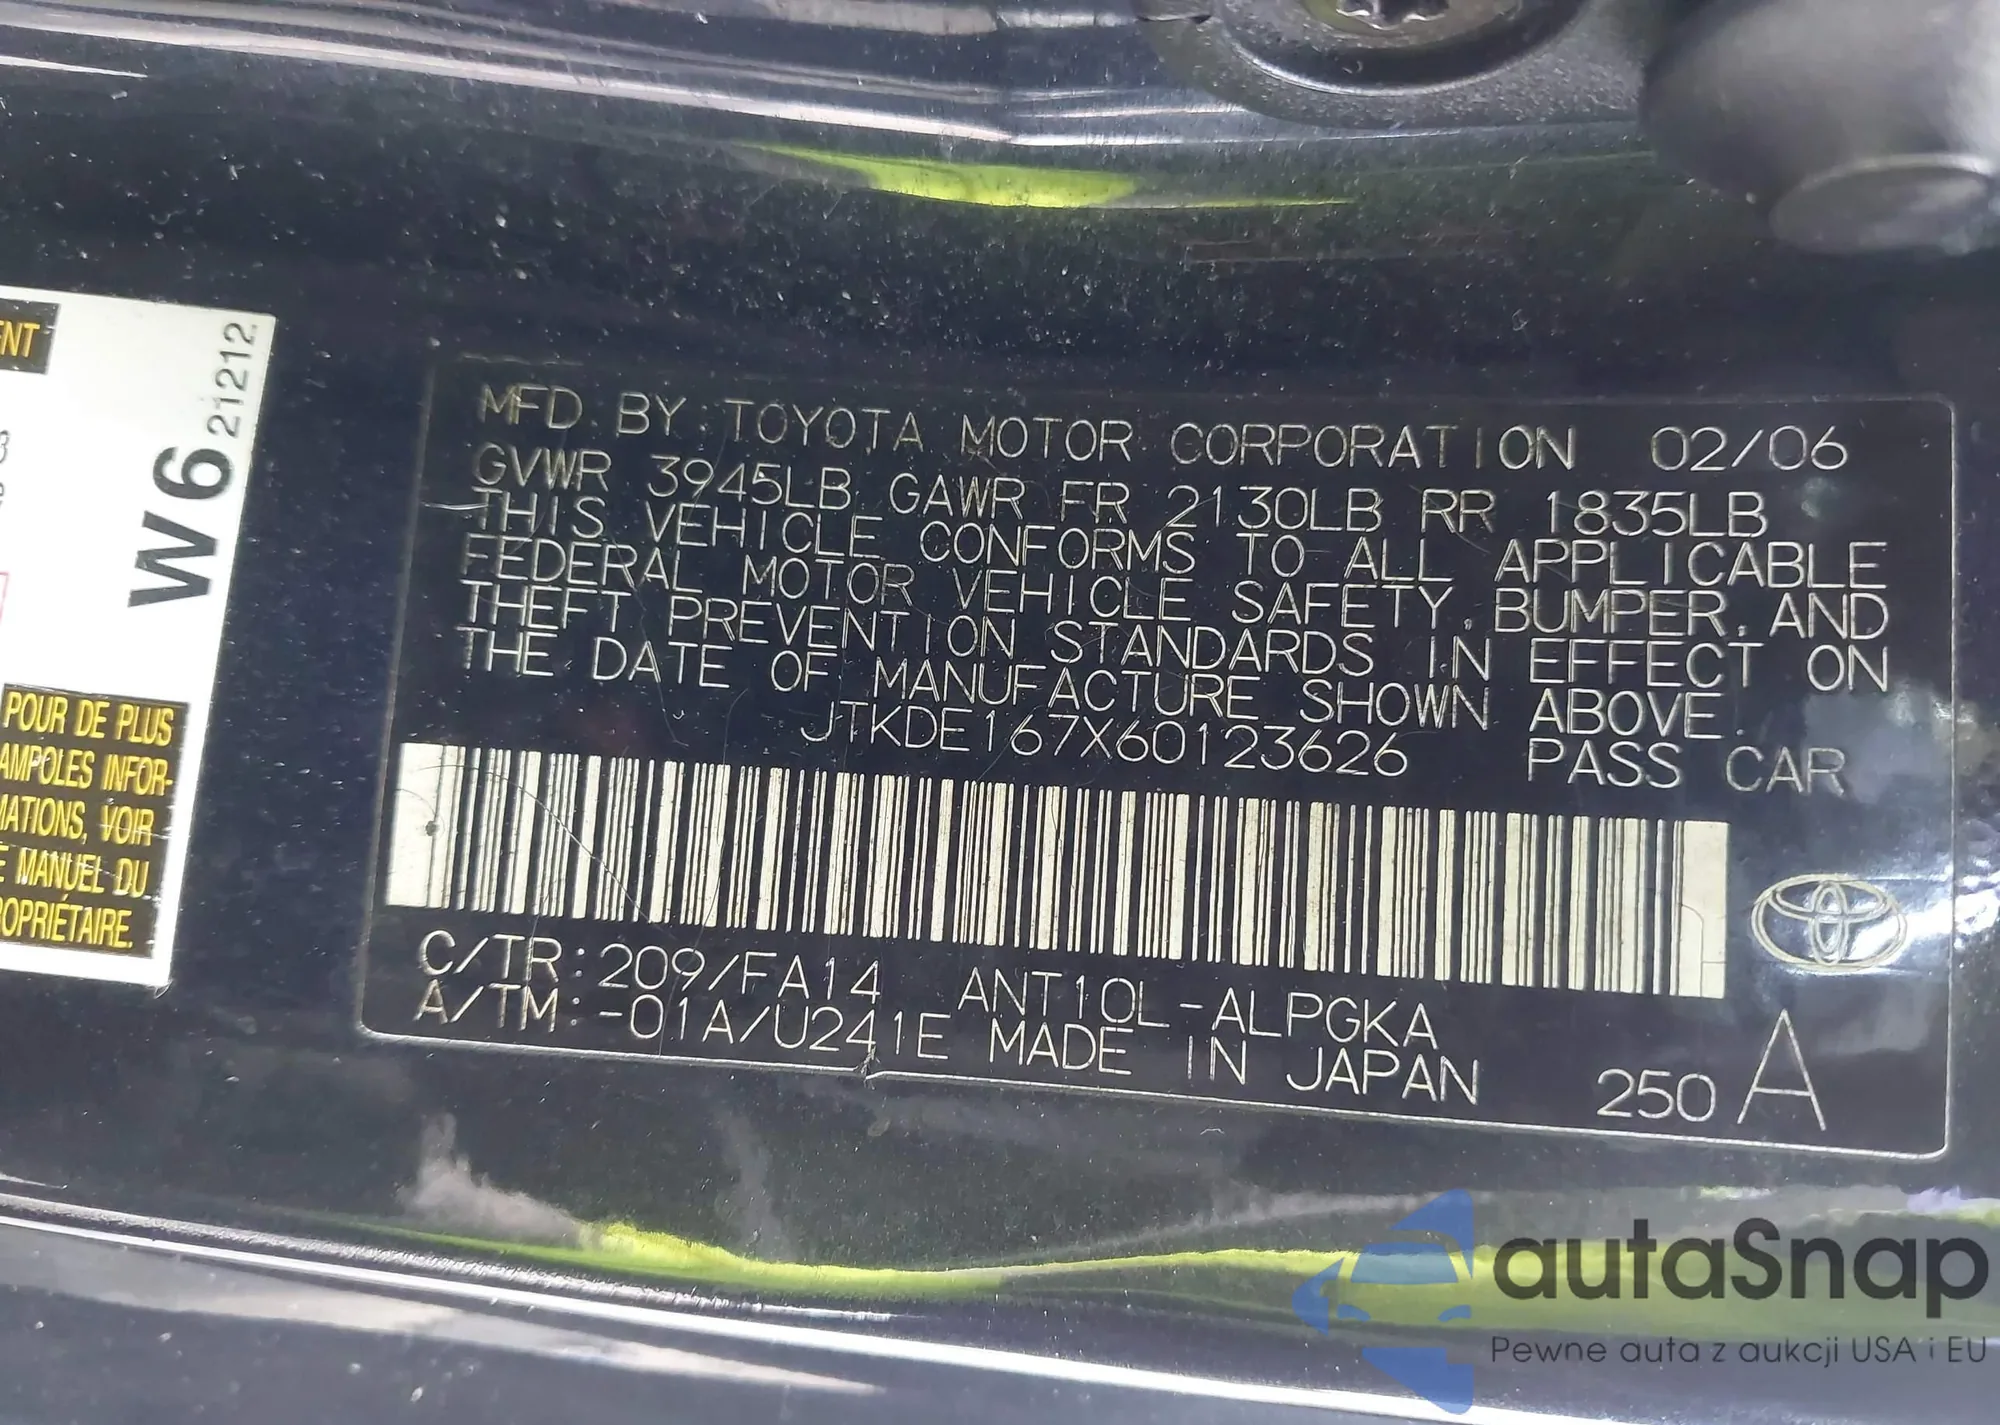 ENT
W6
21212
POUR DE PLUS
AMPOLES INFOR-
MATIONS, VOIR
MANUEL DU
PROPRIÉTAIRE.
MFD. BY: TOYOTA MOTOR CORPORATION 02/06
GVWR 3945LB GAWR FR 2130LB RR 1835LB
THIS VEHICLE CONFORMS TO ALL APPLICABLE
FEDERAL MOTOR VEHICLE SAFETY, BUMPER, AND
THEFT PREVENTION STANDARDS IN EFFECT ON
THE DATE OF MANUFACTURE SHOWN ABOVE.
JTKDE167X60123626 PASS CAR
C/TR:209/FA14 ANT10L-ALPGKA
A/TM:-01A/U241E MADE IN JAPAN
250 A
autaSnap
Pewne auta z aukcji USA i EU